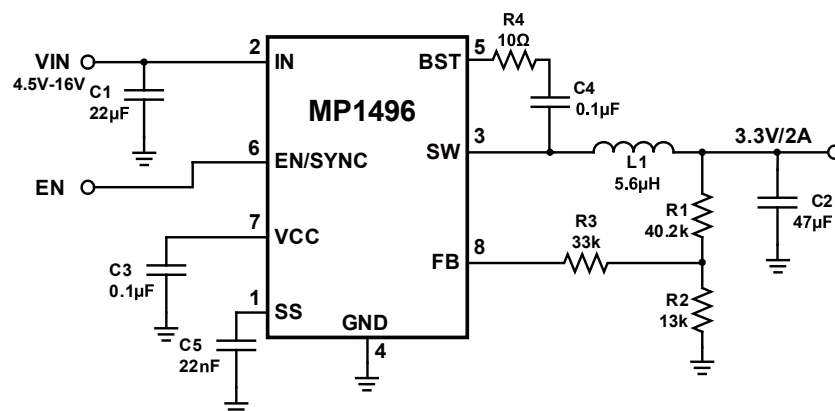 R4
10Ω
VIN
4.5V-16V
C1
22µF
2
IN
5
BST
C4
0.1µF
MP1496
EN
6
EN/SYNC
3
SW
L1
5.6µH
3.3V/2A
C2
47µF
R1
40.2k
7
VCC
C3
0.1µF
8
FB
R3
33k
R2
13k
1
SS
C5
22nF
GND
4